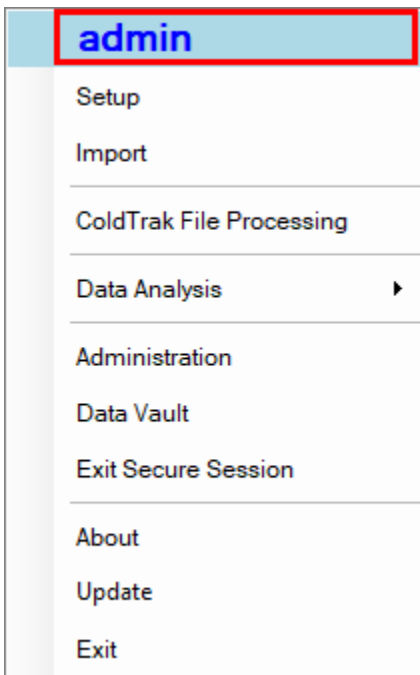 admin
Setup
Import
ColdTrak File Processing
Data Analysis
Administration
Data Vault
Exit Secure Session
About
Update
Exit